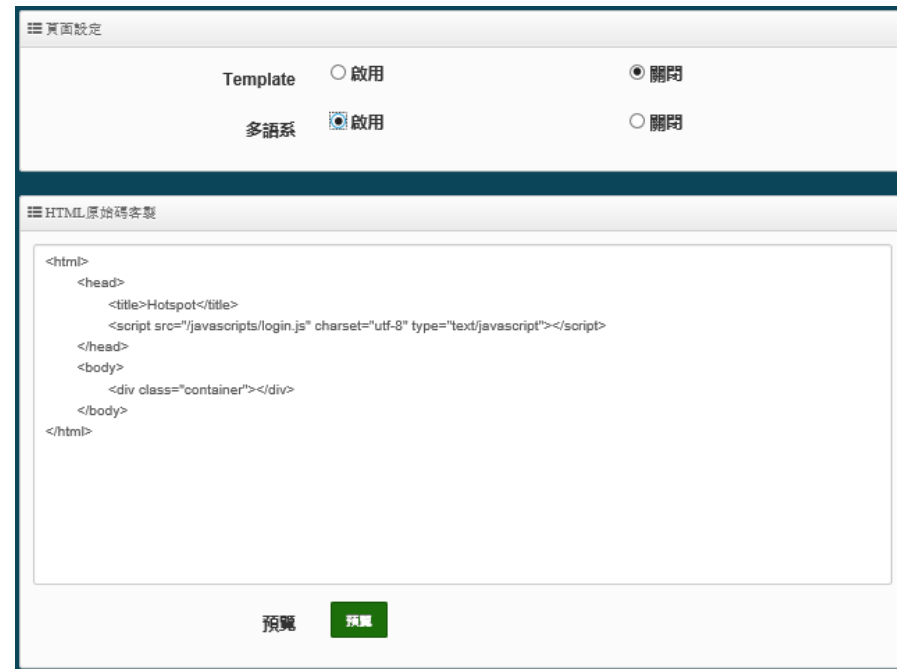 頁面設定
Template 啟用 關閉
多語系 啟用 關閉
HTML原始碼客製
<html>
<head>
<title>Hotspot</title>
<script src="/javascripts/login.js" charset="utf-8" type="text/javascript"></script>
</head>
<body>
<div class="container"></div>
</body>
</html>
預覽 預覽